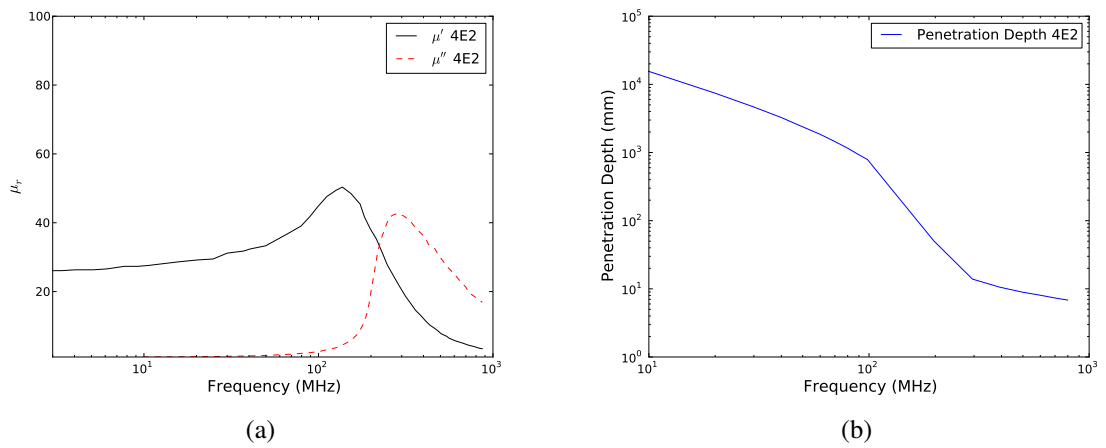 100
80
60
40
20
μᵣ
10¹ 10² 10³
Frequency (MHz)
μ′ 4E2
μ″ 4E2
(a)
10⁵
10⁴
10³
10²
10¹
10⁰
Penetration Depth (mm)
10¹ 10² 10³
Frequency (MHz)
Penetration Depth 4E2
(b)